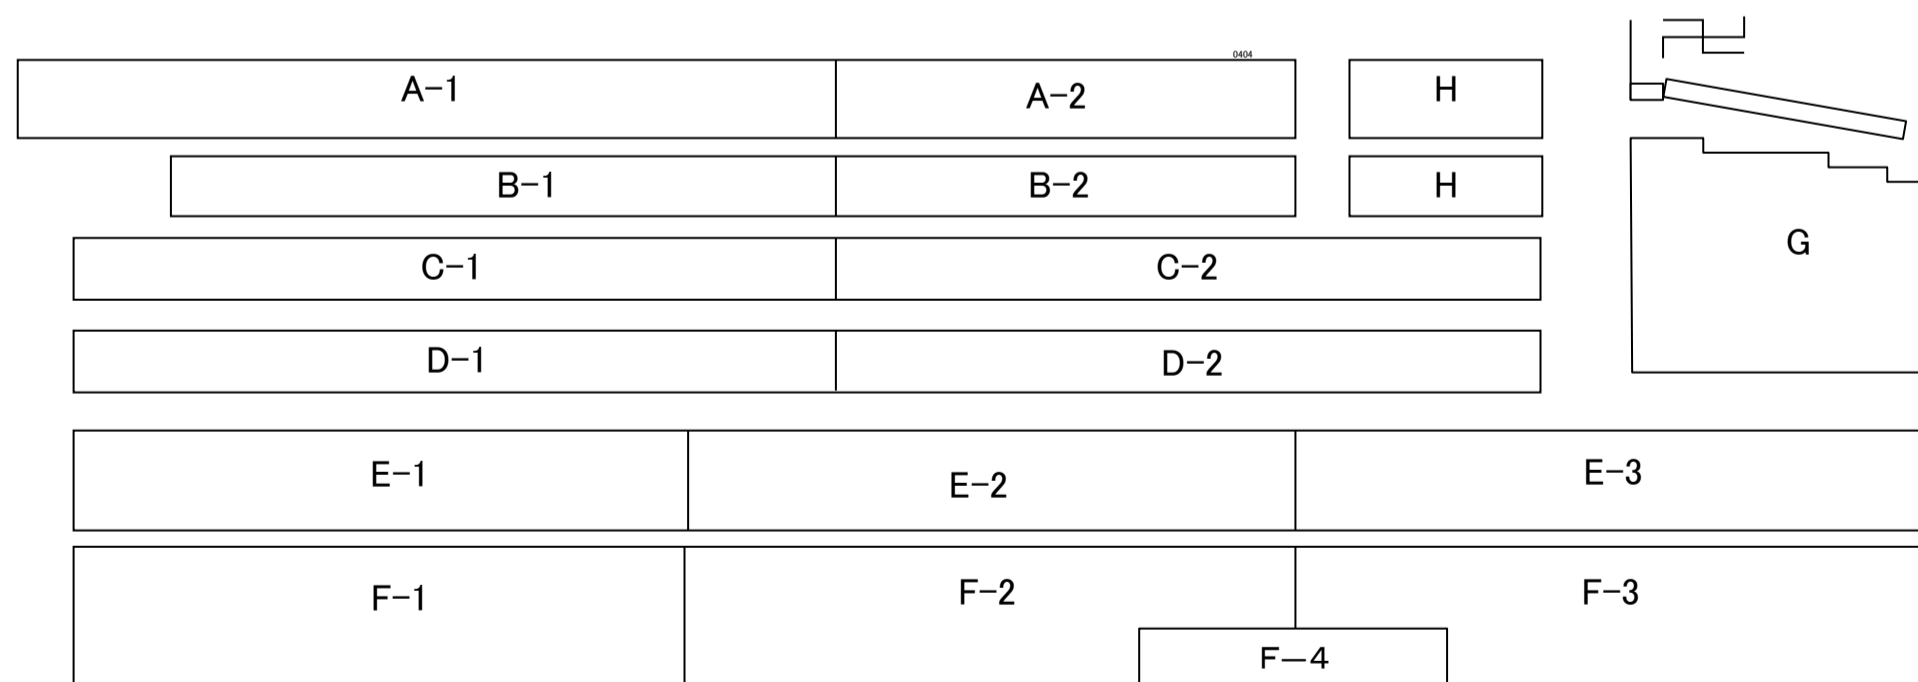 0404
A-1
A-2
H
B-1
B-2
H
G
C-1
C-2
D-1
D-2
E-1
E-2
E-3
F-1
F-2
F-3
F—4